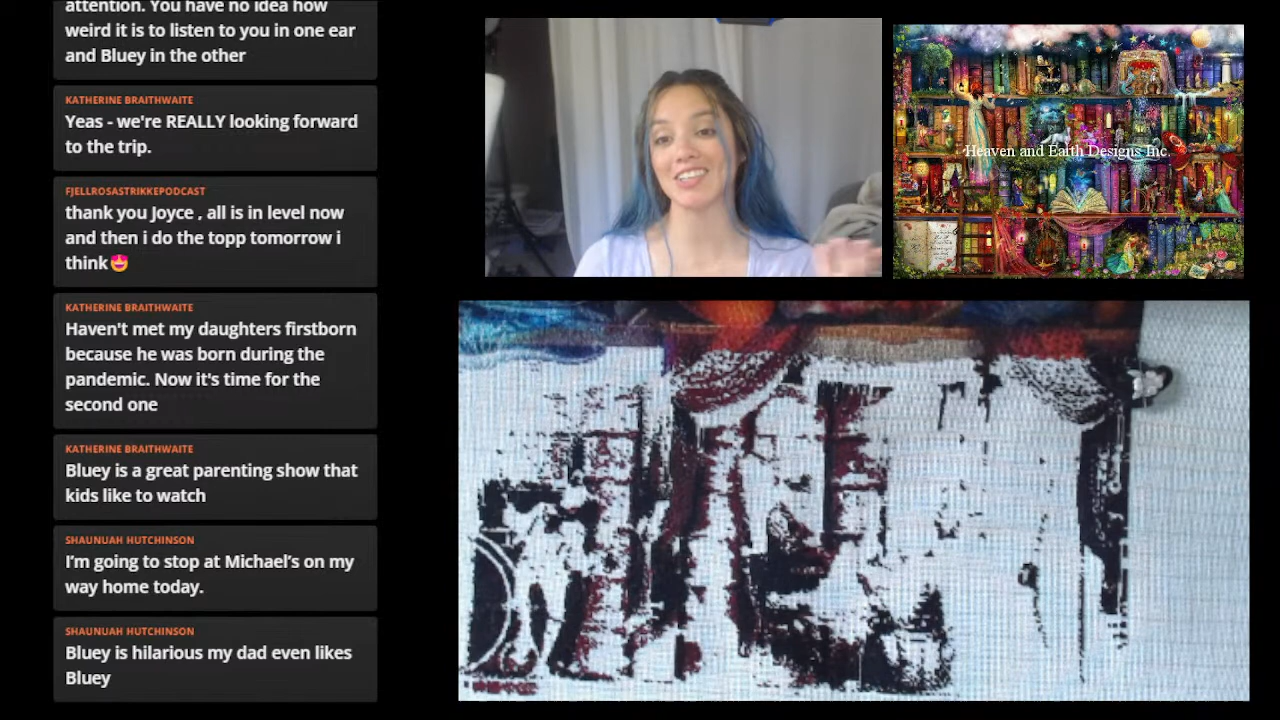 attention. You have no idea how
weird it is to listen to you in one ear
and Bluey in the other
KATHERINE BRAITHWAITE
Yeas - we're REALLY looking forward
to the trip.
FJELLROSASTRIKKEPODCAST
thank you Joyce , all is in level now
and then i do the topp tomorrow i
think😍
KATHERINE BRAITHWAITE
Haven't met my daughters firstborn
because he was born during the
pandemic. Now it's time for the
second one
KATHERINE BRAITHWAITE
Bluey is a great parenting show that
kids like to watch
SHAUNUAH HUTCHINSON
I’m going to stop at Michael’s on my
way home today.
SHAUNUAH HUTCHINSON
Bluey is hilarious my dad even likes
Bluey
Heaven and Earth Designs Inc.